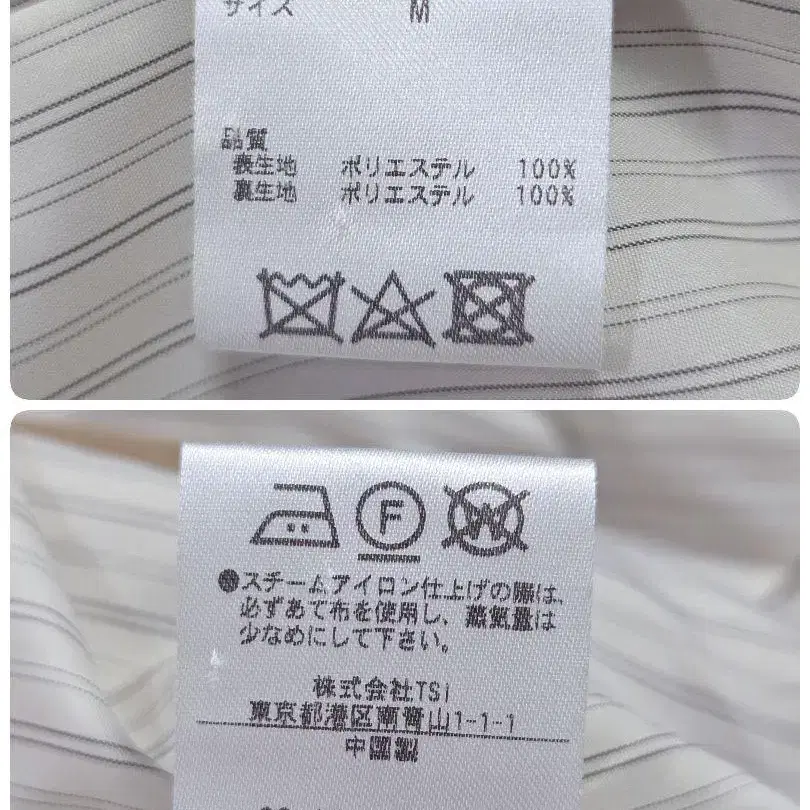 サイズ M
品質
表生地 ポリエステル 100%
裏生地 ポリエステル 100%
F
W
●スチームアイロン仕上げの際は、
必ずあて布を使用し、蒸気量は
少なめにして下さい。
株式会社TSI
東京都港区南青山1-1-1
中国製